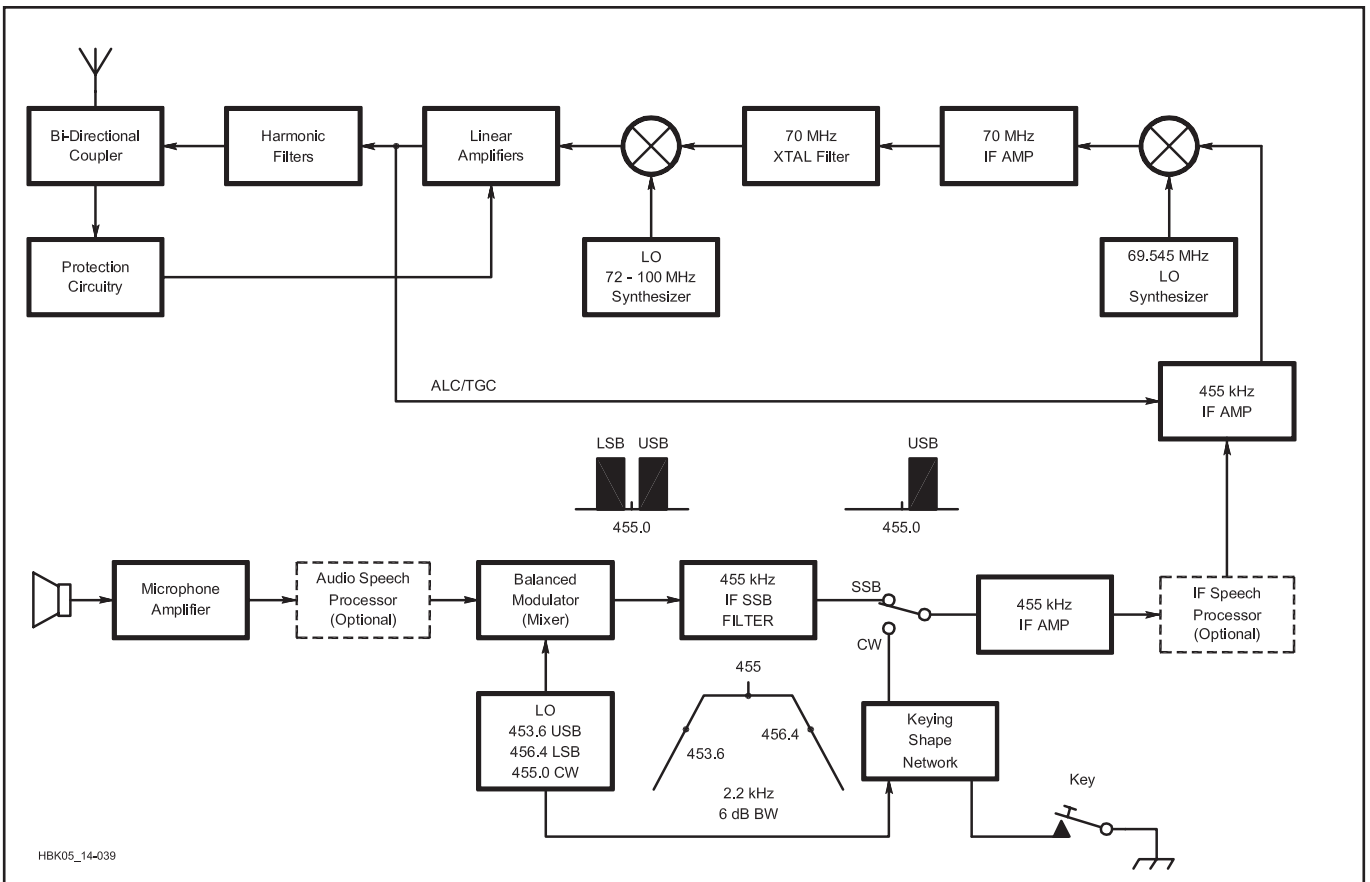 Bi-Directional
Coupler
Harmonic
Filters
Linear
Amplifiers
70 MHz
XTAL Filter
70 MHz
IF AMP
Protection
Circuitry
LO
72 - 100 MHz
Synthesizer
69.545 MHz
LO
Synthesizer
ALC/TGC
455 kHz
IF AMP
LSB USB
455.0
USB
455.0
Microphone
Amplifier
Audio Speech
Processor
(Optional)
Balanced
Modulator
(Mixer)
455 kHz
IF SSB
FILTER
SSB
CW
455 kHz
IF AMP
IF Speech
Processor
(Optional)
LO
453.6 USB
456.4 LSB
455.0 CW
455
453.6
456.4
2.2 kHz
6 dB BW
Keying
Shape
Network
Key
HBK05_14-039